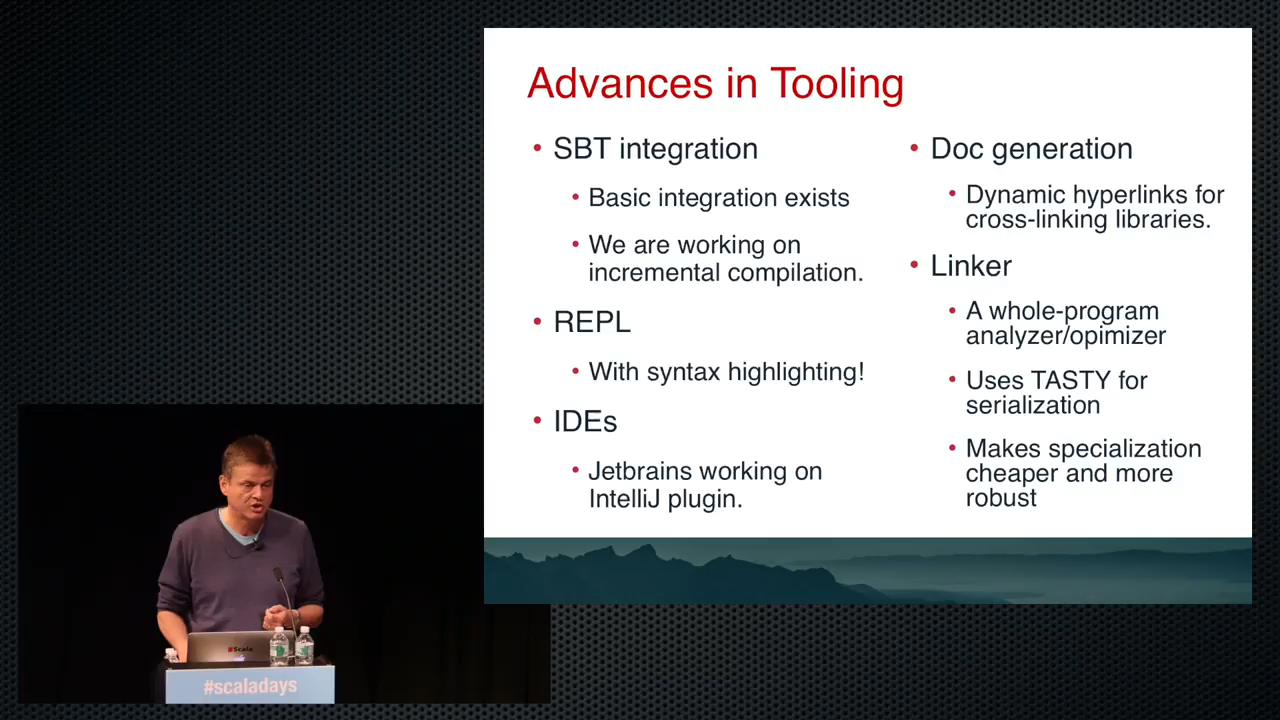 Advances in Tooling
• SBT integration
• Basic integration exists
• We are working on
incremental compilation.
• REPL
• With syntax highlighting!
• IDEs
• Jetbrains working on
IntelliJ plugin.
• Doc generation
• Dynamic hyperlinks for
cross-linking libraries.
• Linker
• A whole-program
analyzer/opimizer
• Uses TASTY for
serialization
• Makes specialization
cheaper and more
robust
Scala
#scaladays